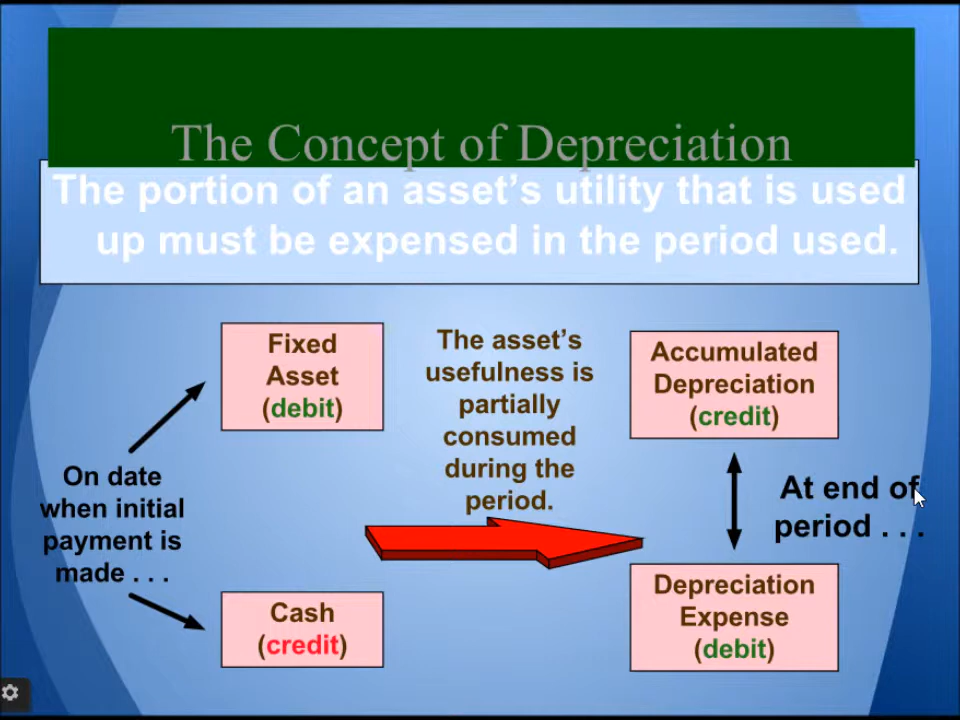 The Concept of Depreciation
The portion of an asset's utility that is used
up must be expensed in the period used.
Fixed
Asset
(debit)
The asset's
usefulness is
partially
consumed
during the
period.
Accumulated
Depreciation
(credit)
On date
when initial
payment is
made . . .
At end of
period . . .
Cash
(credit)
Depreciation
Expense
(debit)